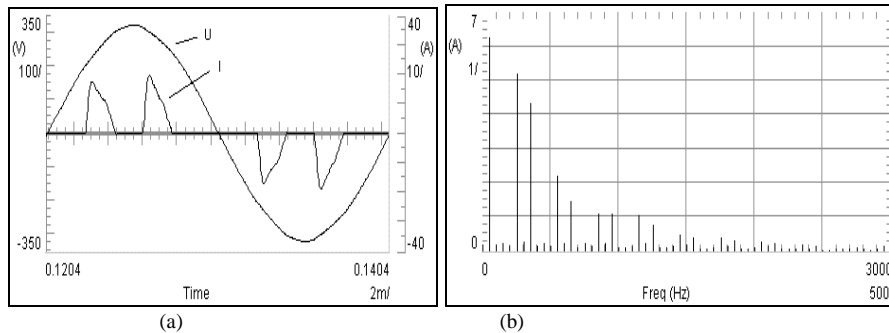 350
(V)
100/
-350
U
I
40
(A)
10/
-40
0.1204
0.1404
Time
2m/
7
(A)
1/
0
0
3000
Freq (Hz)
500
(a)
(b)